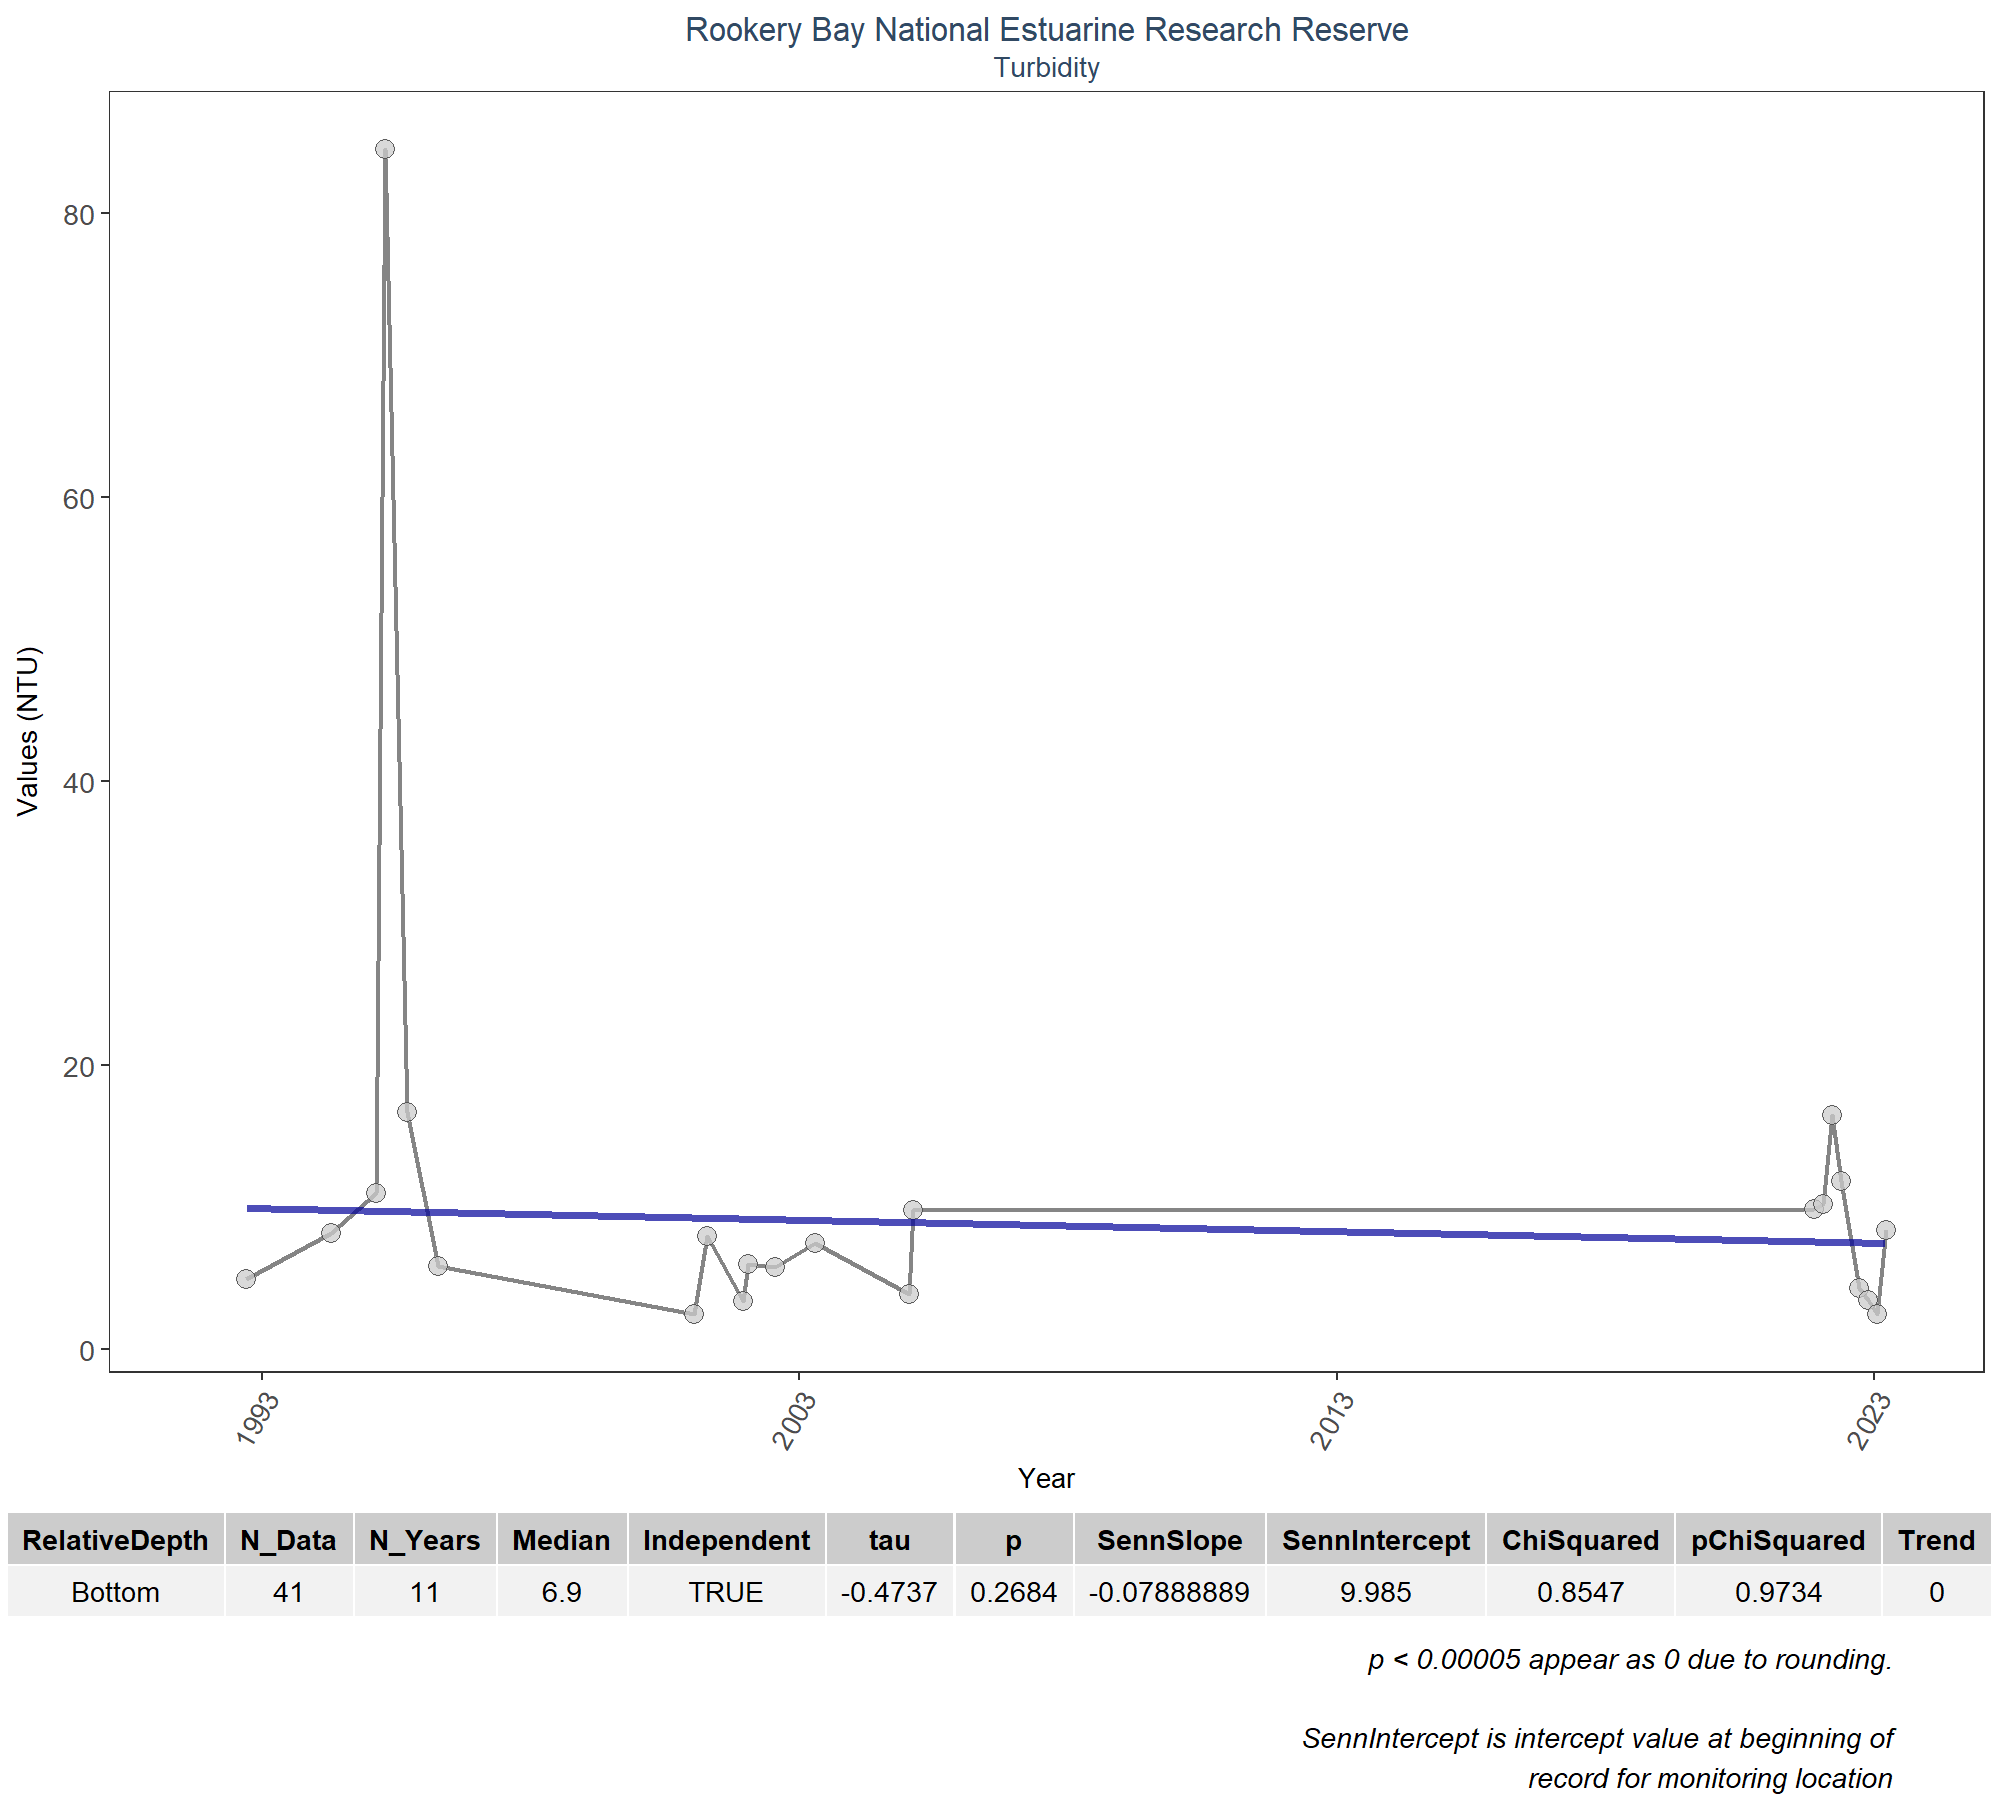 Rookery Bay National Estuarine Research Reserve
Turbidity
Values (NTU)
80
60
40
20
0
1993 2003 2013 2023
Year
RelativeDepth N_Data N_Years Median Independent tau p SennSlope SennIntercept ChiSquared pChiSquared Trend
Bottom 41 11 6.9 TRUE -0.4737 0.2684 -0.07888889 9.985 0.8547 0.9734 0
p < 0.00005 appear as 0 due to rounding.
SennIntercept is intercept value at beginning of
record for monitoring location